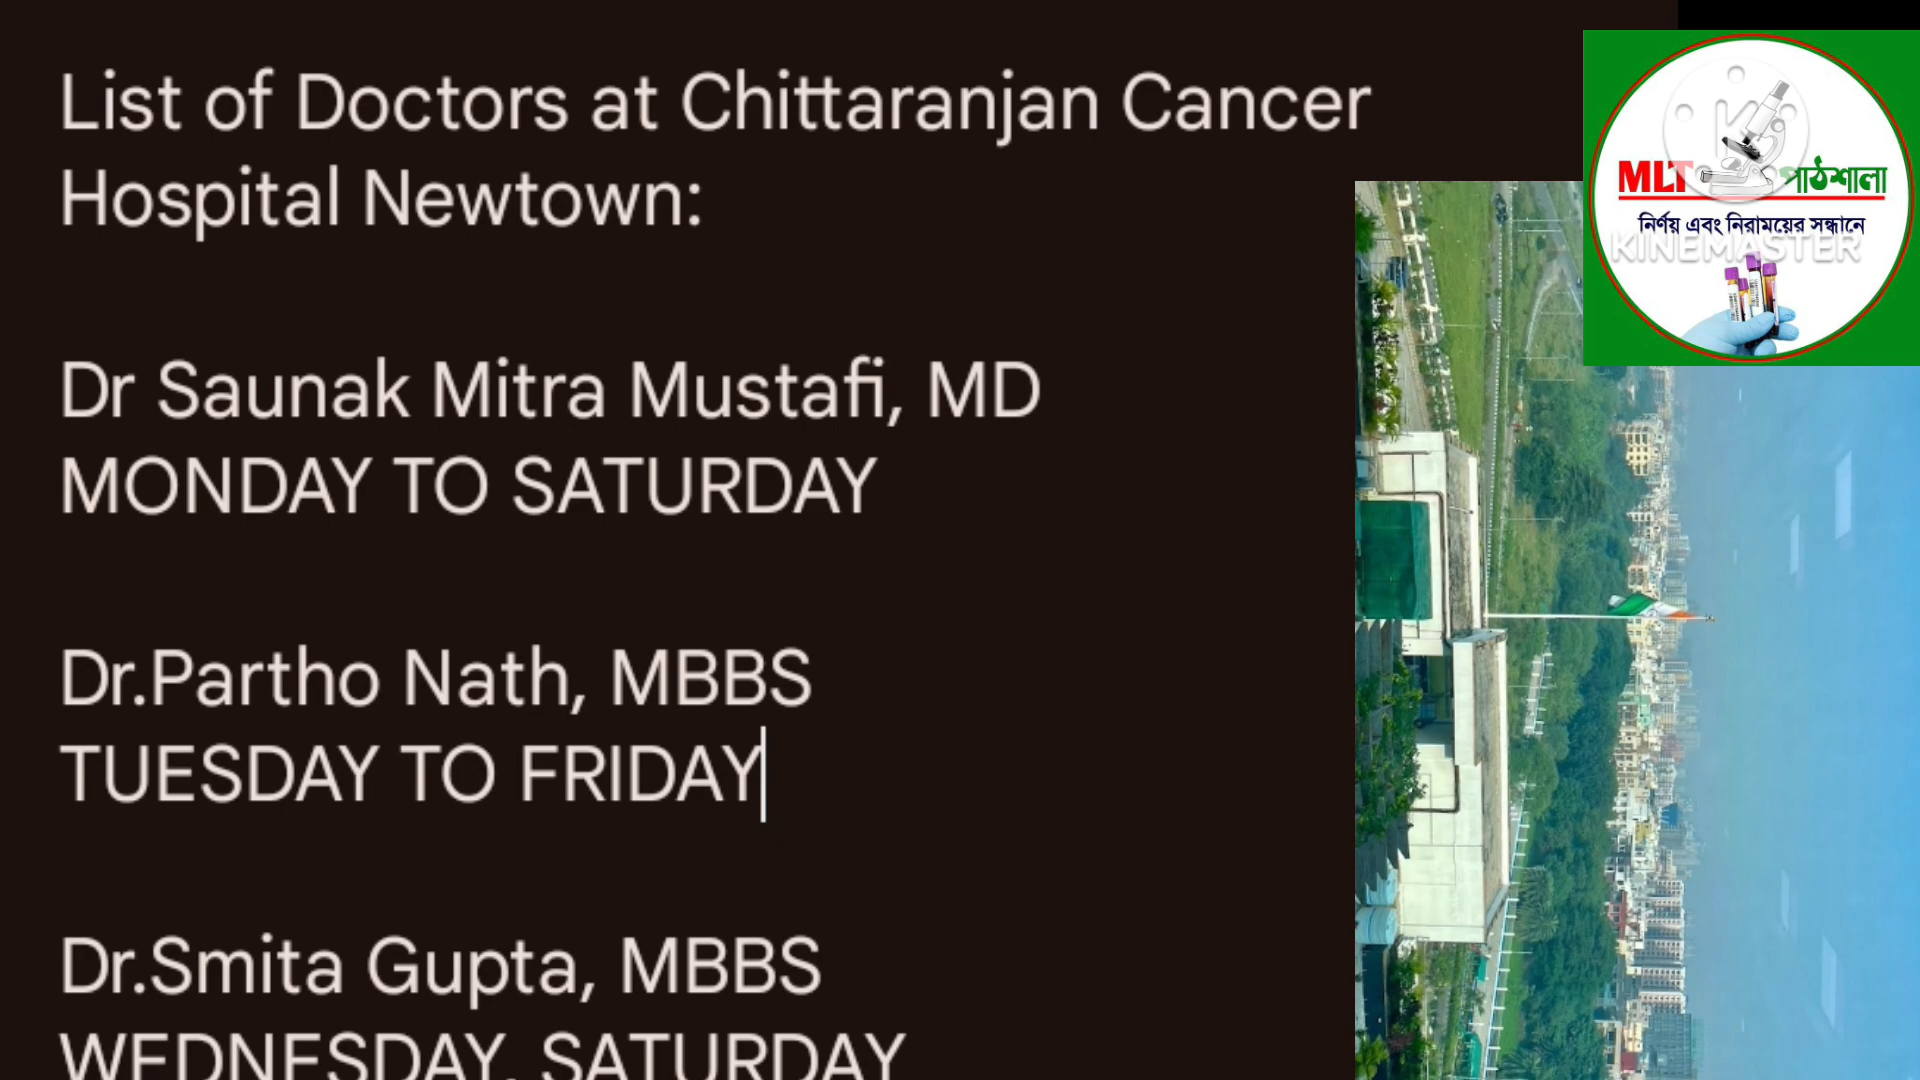 List of Doctors at Chittaranjan Cancer
Hospital Newtown:
Dr Saunak Mitra Mustafi, MD
MONDAY TO SATURDAY
Dr.Partho Nath, MBBS
TUESDAY TO FRIDAY
Dr.Smita Gupta, MBBS
WEDNESDAY, SATURDAY
MLT পাঠশালা
নির্ণয় এবং নিরাময়ের সন্ধানে
KINEMASTER